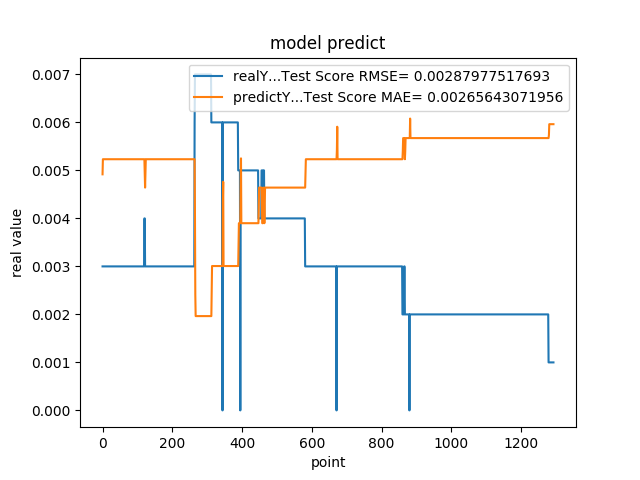 model predict
realY...Test Score RMSE= 0.00287977517693
predictY...Test Score MAE= 0.00265643071956
real value
0.007
0.006
0.005
0.004
0.003
0.002
0.001
0.000
0 200 400 600 800 1000 1200
point